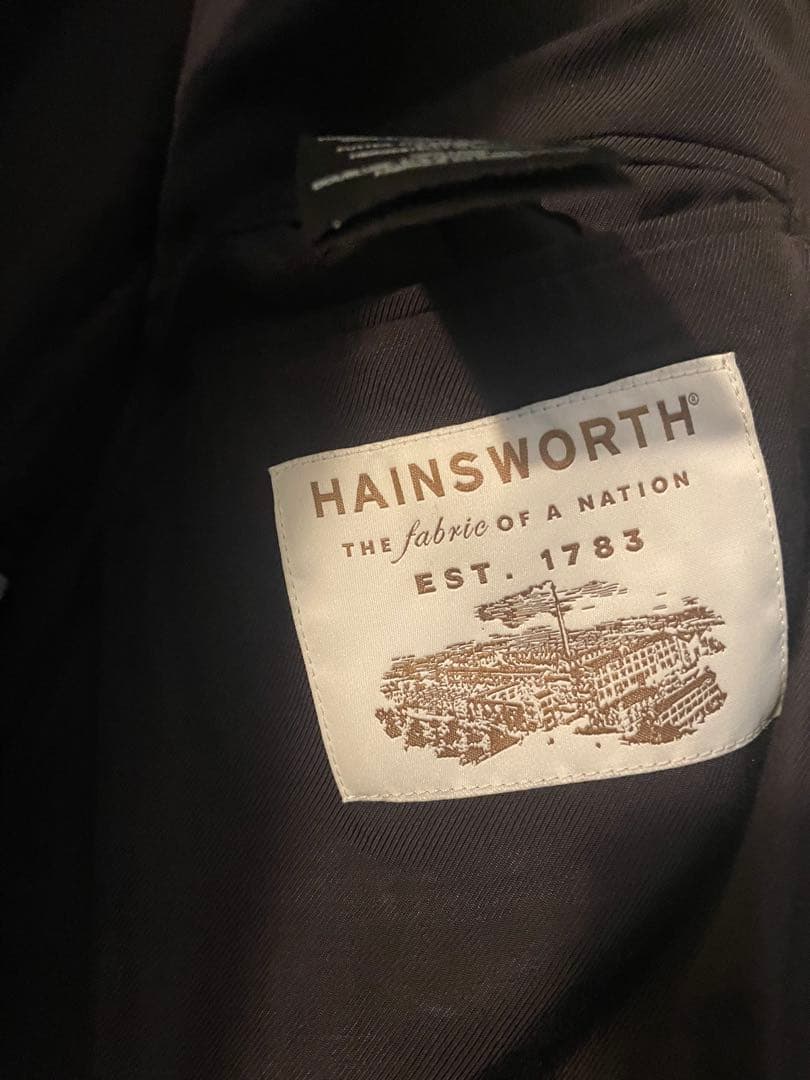 HAINSWORTH®
THE fabric OF A NATION
EST. 1783